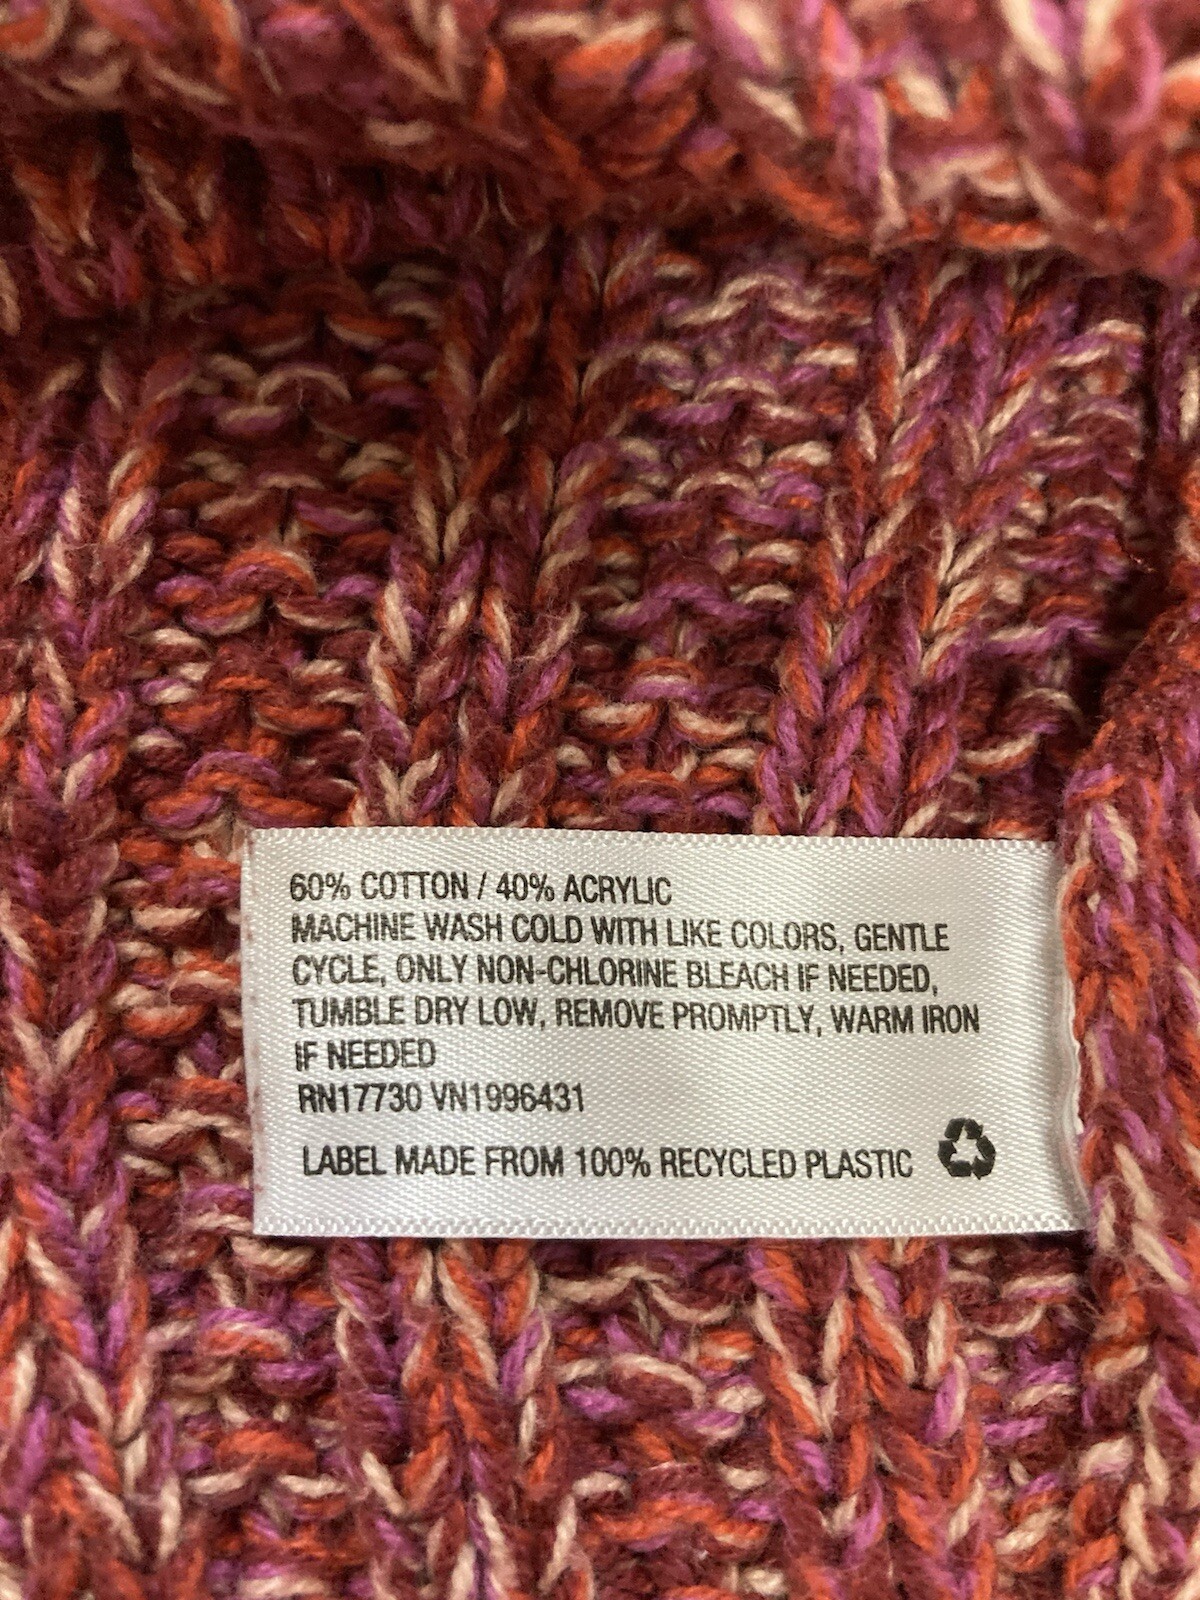 60% COTTON / 40% ACRYLIC
MACHINE WASH COLD WITH LIKE COLORS, GENTLE
CYCLE, ONLY NON-CHLORINE BLEACH IF NEEDED,
TUMBLE DRY LOW, REMOVE PROMPTLY, WARM IRON
IF NEEDED
RN17730 VN1996431
LABEL MADE FROM 100% RECYCLED PLASTIC